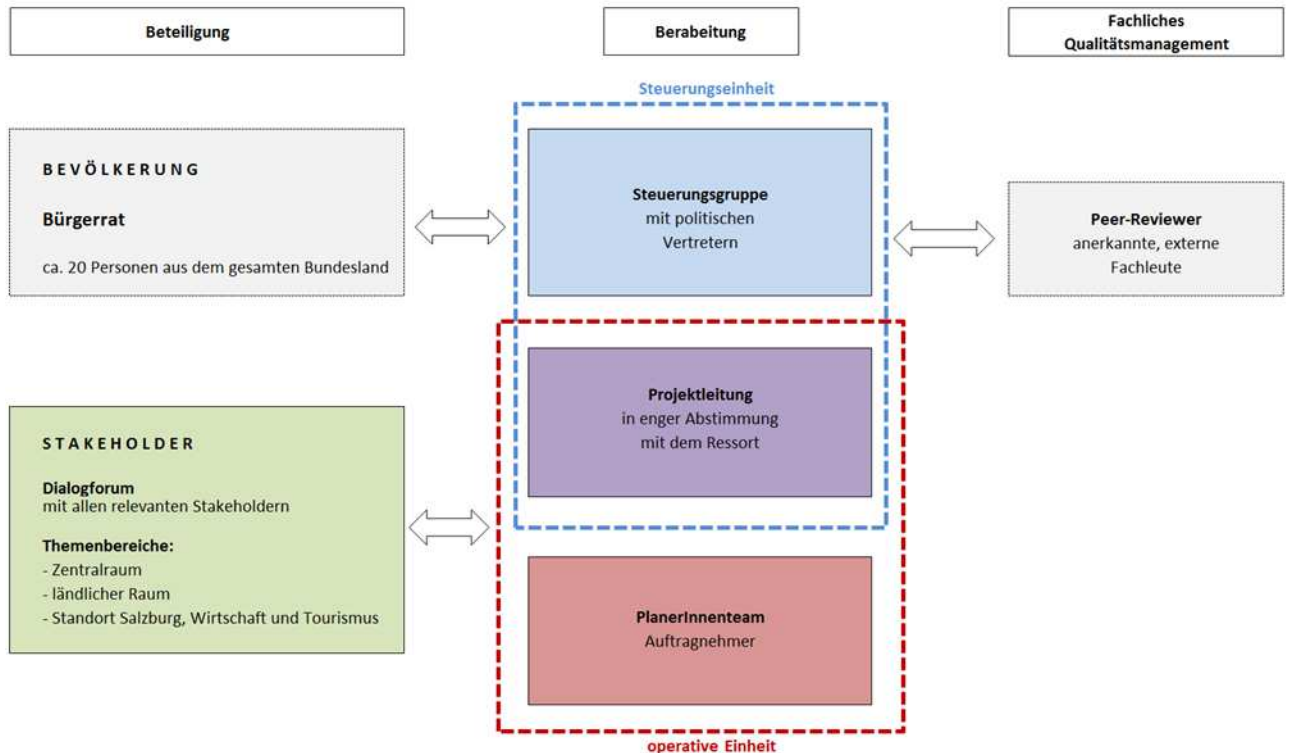 Beteiligung
Berabeitung
Fachliches
Qualitätsmanagement
Steuerungseinheit
BEVÖLKERUNG
Bürgerrat
ca. 20 Personen aus dem gesamten Bundesland
Steuerungsgruppe
mit politischen
Vertretern
Peer-Reviewer
anerkannte, externe
Fachleute
STAKEHOLDER
Dialogforum
mit allen relevanten Stakeholdern
Themenbereiche:
- Zentralraum
- ländlicher Raum
- Standort Salzburg, Wirtschaft und Tourismus
Projektleitung
in enger Abstimmung
mit dem Ressort
PlanerInnenteam
Auftragnehmer
operative Einheit